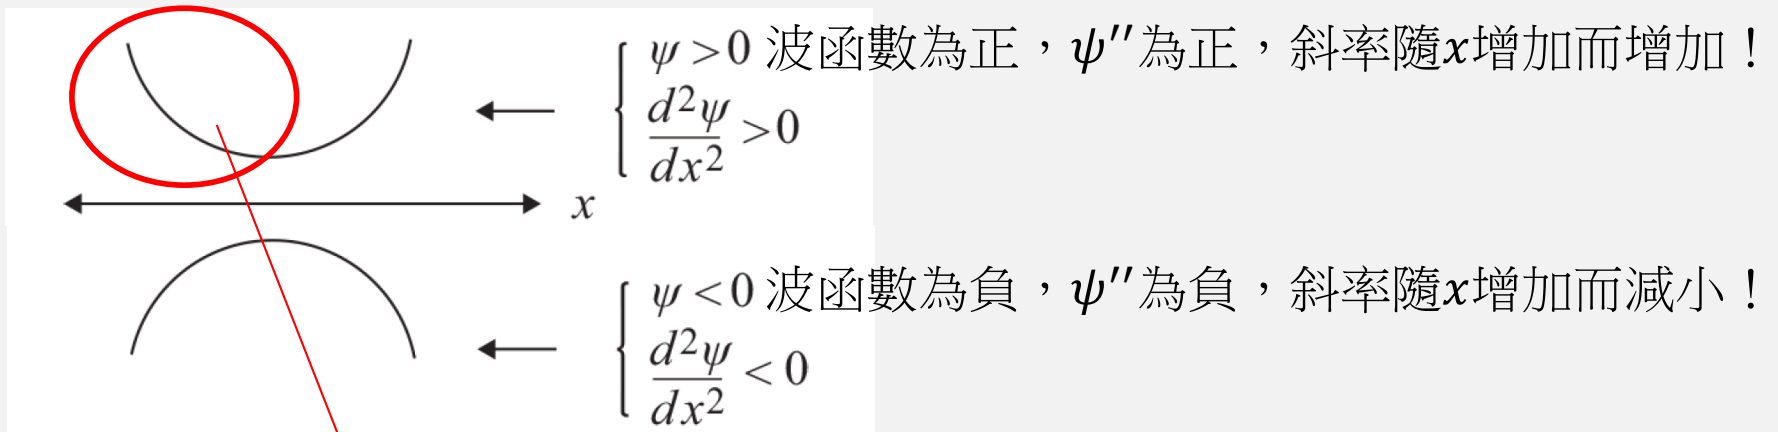 ψ > 0 波函數為正，ψ′′為正，斜率隨x增加而增加！
d²ψ/dx² > 0
x
ψ < 0 波函數為負，ψ′′為負，斜率隨x增加而減小！
d²ψ/dx² < 0